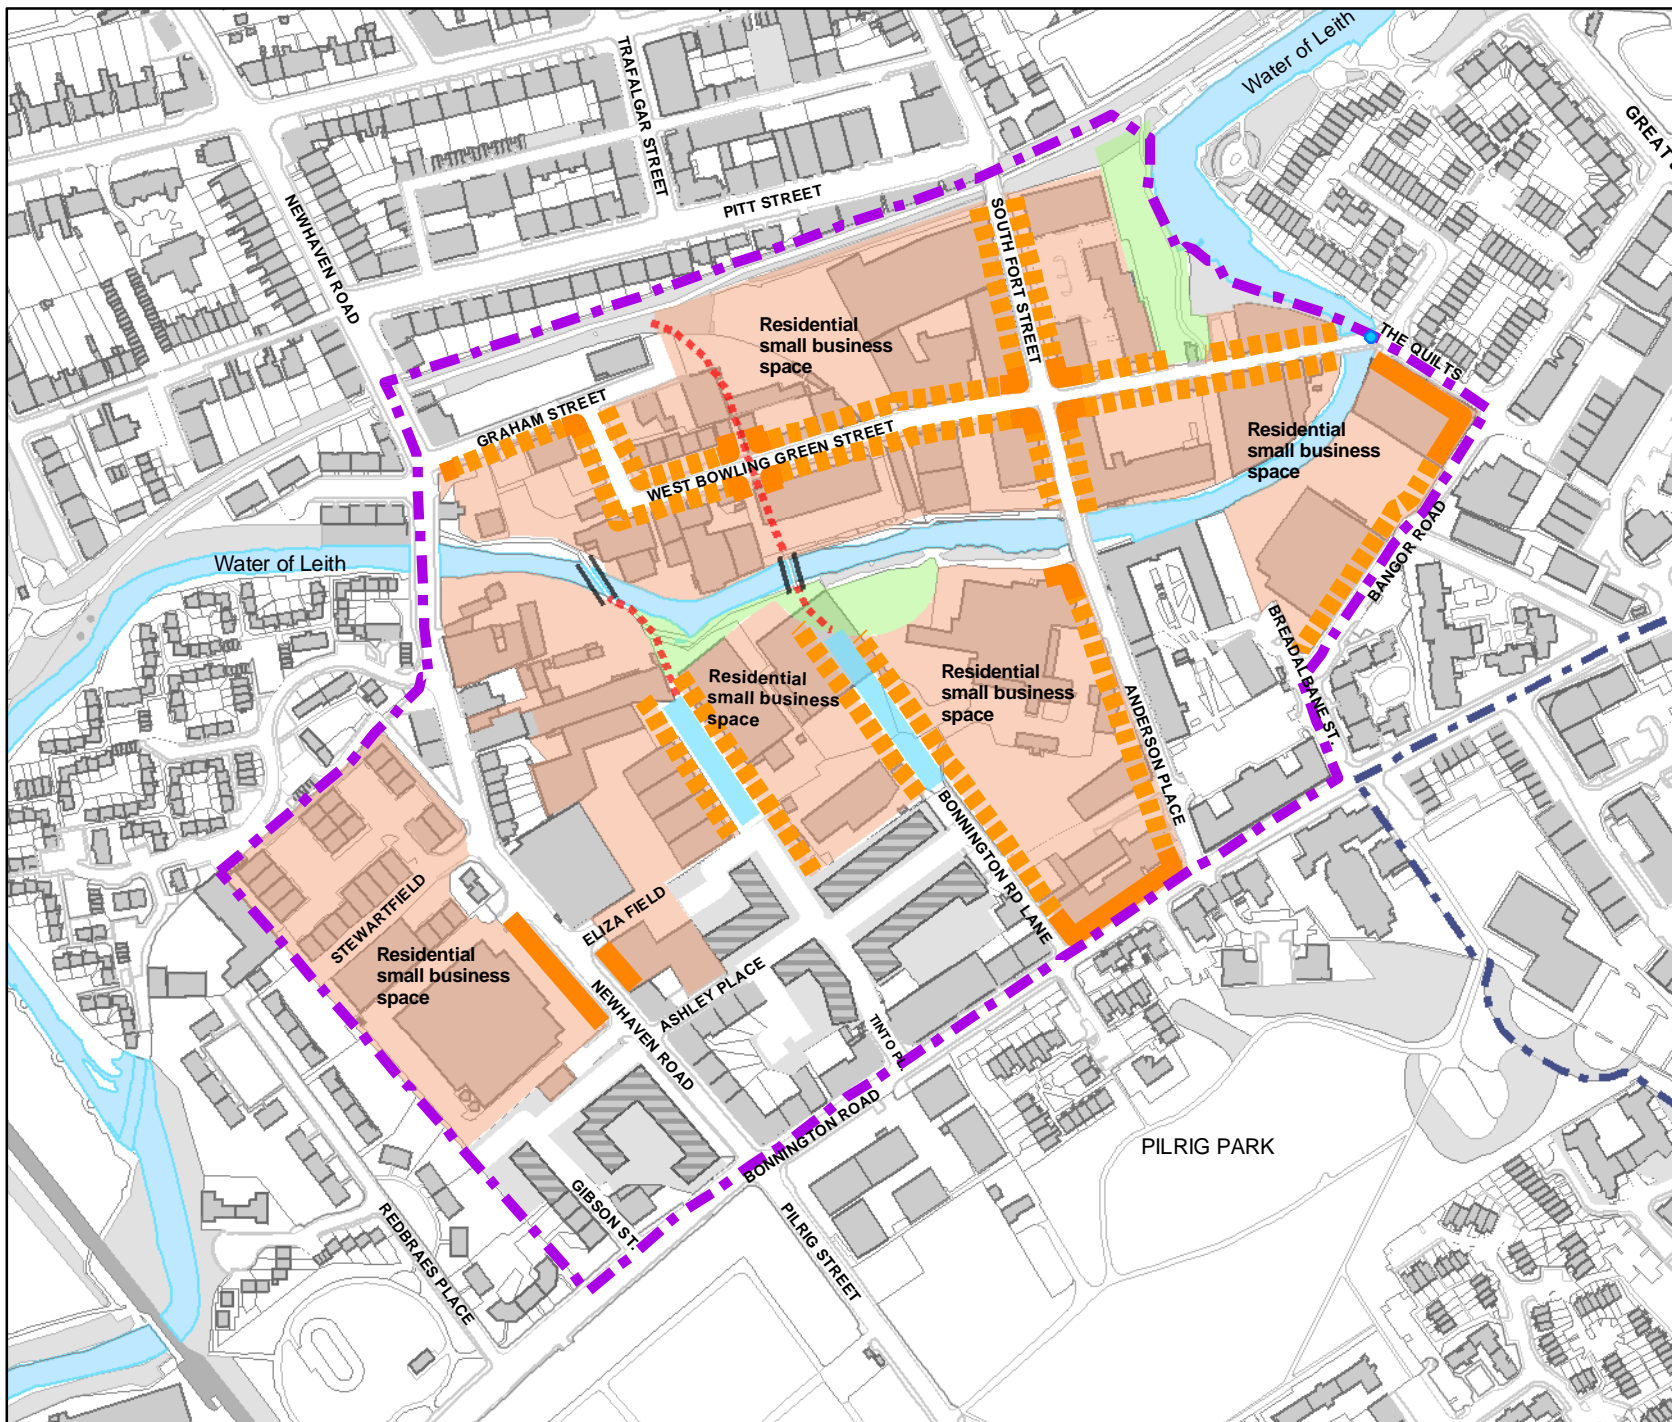 Water of Leith
TRAFALGAR STREET
GREAT
PITT STREET
NEWHAVEN ROAD
SOUTH FORT STREET
Residential
small business
space
THE QUILTS
GRAHAM STREET
WEST BOWLING GREEN STREET
Residential
small business
space
Water of Leith
BANGOR ROAD
BREADALBANE ST.
Residential
small business
space
Residential
small business
space
ANDERSON PLACE
BONNINGTON RD LANE
STEWARTFIELD
ELIZA FIELD
Residential
small business
space
ASHLEY PLACE
NEWHAVEN ROAD
TINTO PL.
BONNINGTON ROAD
PILRIG PARK
GIBSON ST.
REDBRAES PLACE
PILRIG STREET